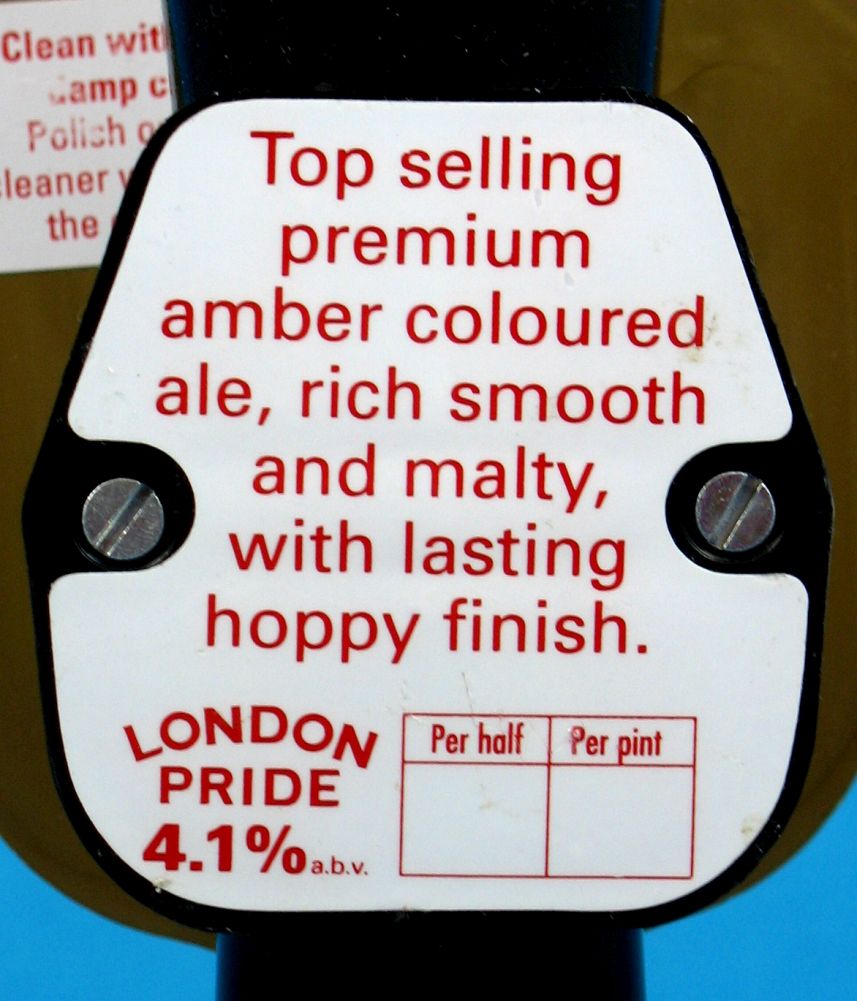 Clean
Polish
cleaner
the
Top selling
premium
amber coloured
ale, rich smooth
and malty,
with lasting
hoppy finish.
LONDON
PRIDE
4.1% a.b.v.
Per half Per pint